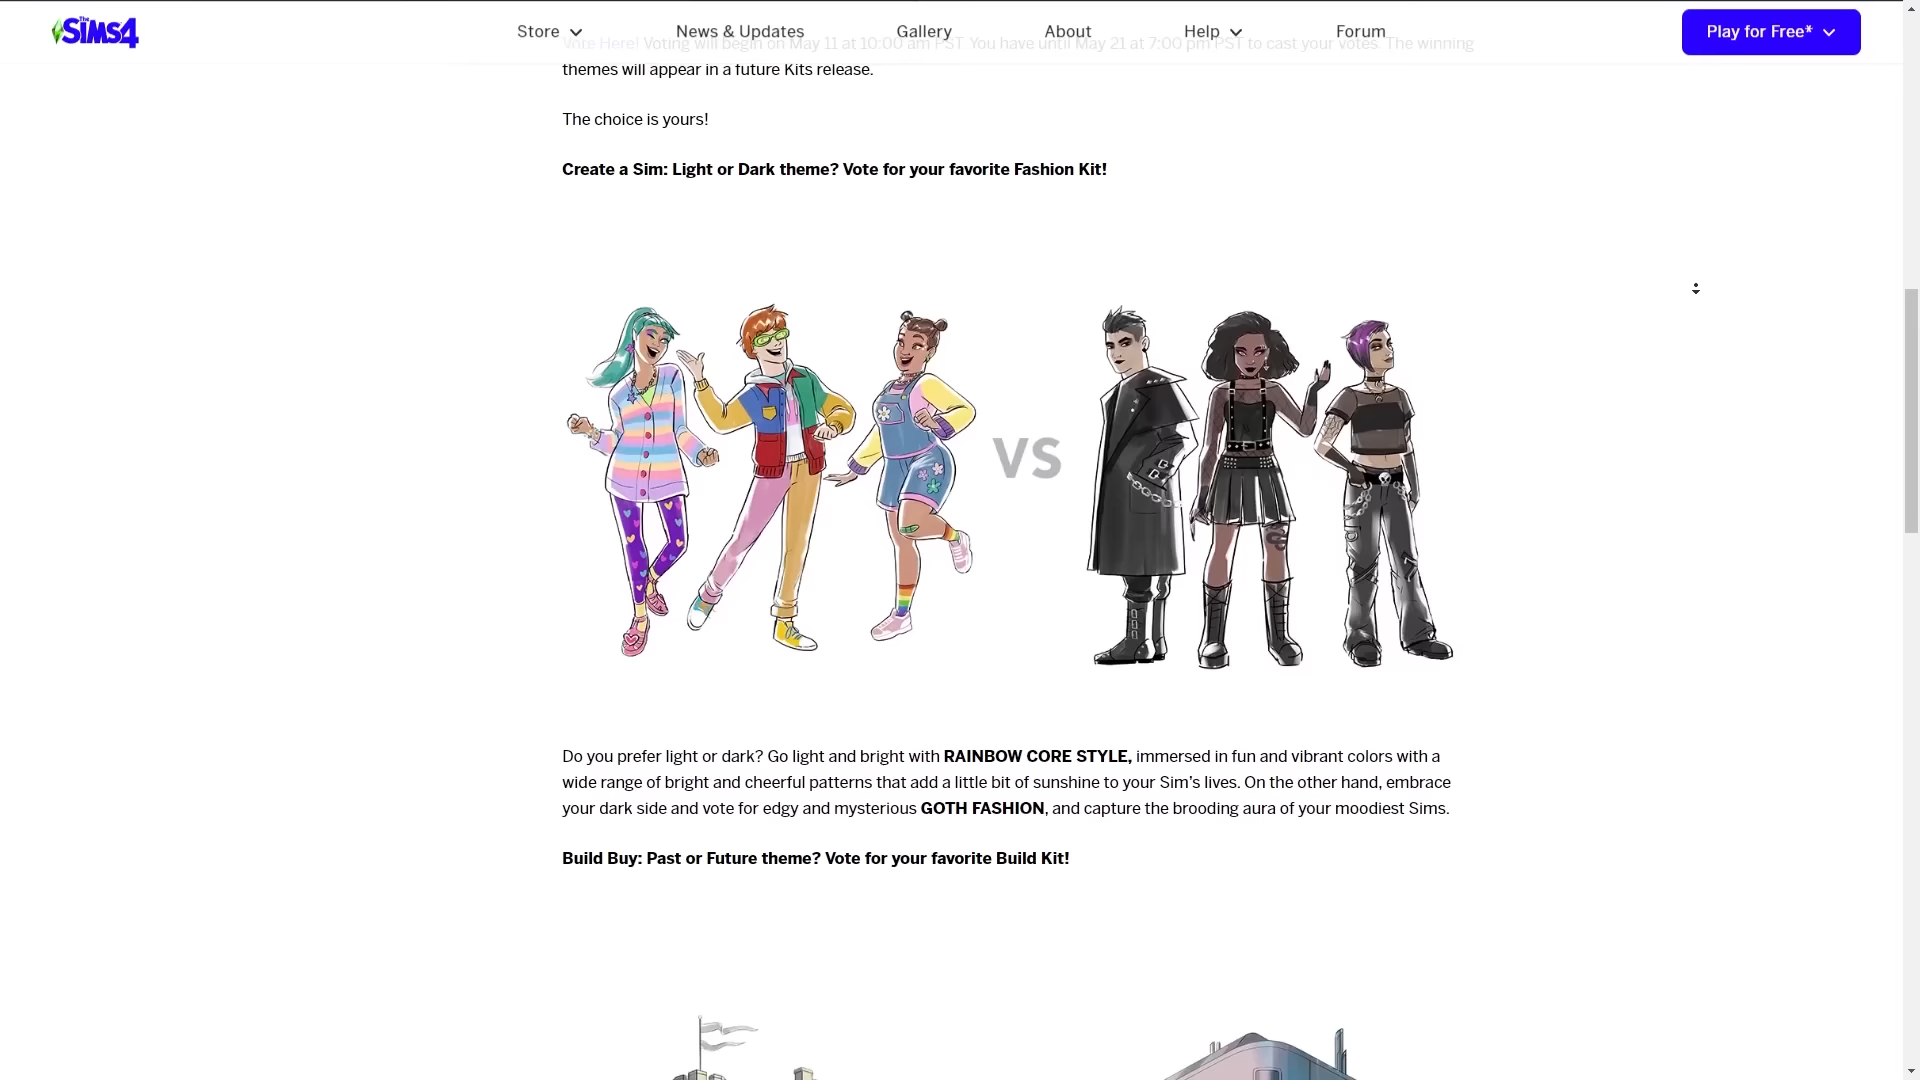 The Sims 4
Store
News & Updates
Gallery
About
Help
Forum
Play for Free*
Vote Here! Voting will begin on May 11 at 10:00 am PST. You have until May 21 at 7:00 pm PST to cast your votes. The winning
themes will appear in a future Kits release.
The choice is yours!
Create a Sim: Light or Dark theme? Vote for your favorite Fashion Kit!
VS
Do you prefer light or dark? Go light and bright with RAINBOW CORE STYLE, immersed in fun and vibrant colors with a
wide range of bright and cheerful patterns that add a little bit of sunshine to your Sim’s lives. On the other hand, embrace
your dark side and vote for edgy and mysterious GOTH FASHION, and capture the brooding aura of your moodiest Sims.
Build Buy: Past or Future theme? Vote for your favorite Build Kit!